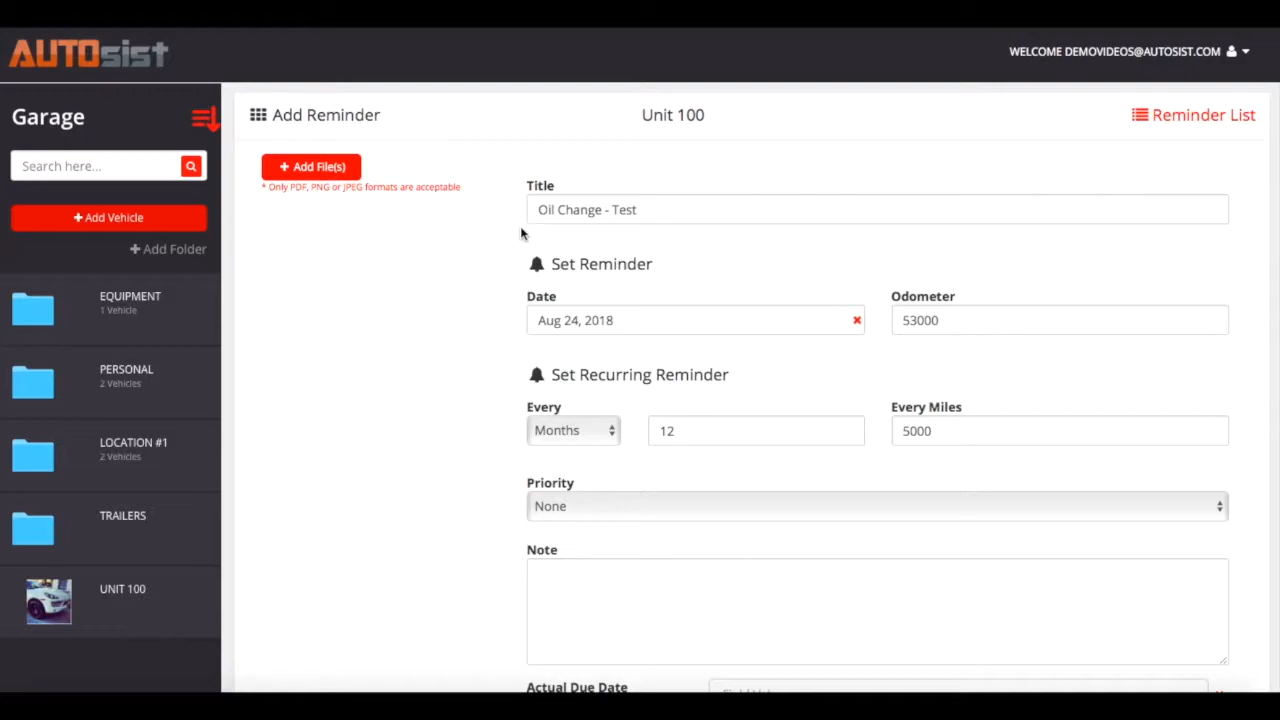 AUTOsist
WELCOME DEMOVIDEOS@AUTOSIST.COM
Garage
Search here...
+ Add Vehicle
+ Add Folder
EQUIPMENT
1 Vehicle
PERSONAL
2 Vehicles
LOCATION #1
2 Vehicles
TRAILERS
UNIT 100
Add Reminder
Unit 100
Reminder List
+ Add File(s)
* Only PDF, PNG or JPEG formats are acceptable
Title
Oil Change - Test
Set Reminder
Date
Odometer
Aug 24, 2018
53000
Set Recurring Reminder
Every
Every Miles
Months
12
5000
Priority
None
Note
Actual Due Date